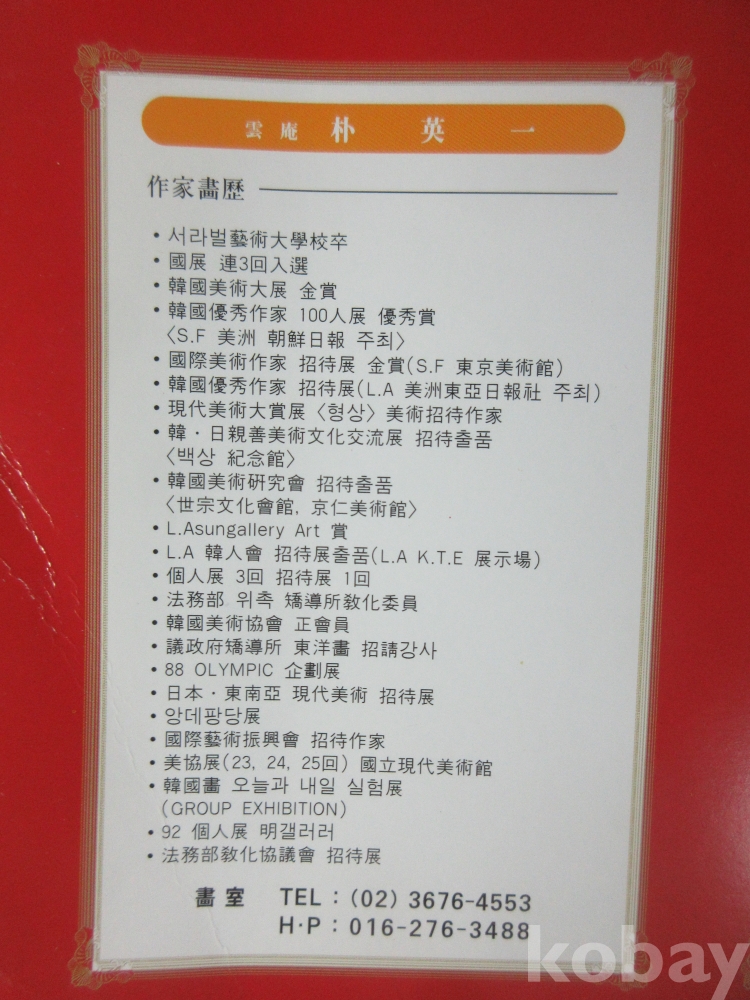 雲庵 朴英一
作家畵歷
• 서라벌藝術大學校卒
• 國展 連3回入選
• 韓國美術大展 金賞
• 韓國優秀作家 100人展 優秀賞
〈S.F 美洲 朝鮮日報 주최〉
• 國際美術作家 招待展 金賞(S.F 東京美術館)
• 韓國優秀作家 招待展(L.A 美洲東亞日報社 주최)
• 現代美術大賞展〈형상〉美術招待作家
• 韓·日親善美術文化交流展 招待출품
〈백상 紀念館〉
• 韓國美術硏究會 招待출품
〈世宗文化會館, 京仁美術館〉
• L.Asungallery Art 賞
• L.A 韓人會 招待展출품(L.A K.T.E 展示場)
• 個人展 3回 招待展 1回
• 法務部 위촉 矯導所敎化委員
• 韓國美術協會 正會員
• 議政府矯導所 東洋畫 招請강사
• 88 OLYMPIC 企劃展
• 日本·東南亞 現代美術 招待展
• 앙데팡당展
• 國際藝術振興會 招待作家
• 美協展(23, 24, 25回) 國立現代美術館
• 韓國畫 오늘과 내일 실험展
(GROUP EXHIBITION)
• 92 個人展 明갤러러
• 法務部敎化協議會 招待展
畵室 TEL : (02) 3676-4553
H·P : 016-276-3488
kobay